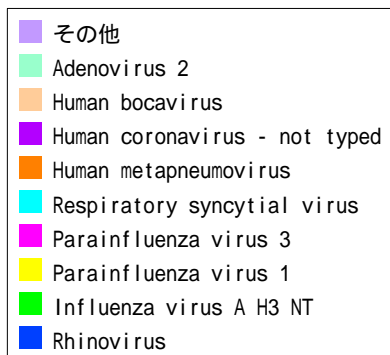 その他
Adenovirus 2
Human bocavirus
Human coronavirus - not typed
Human metapneumovirus
Respiratory syncytial virus
Parainfluenza virus 3
Parainfluenza virus 1
Influenza virus A H3 NT
Rhinovirus